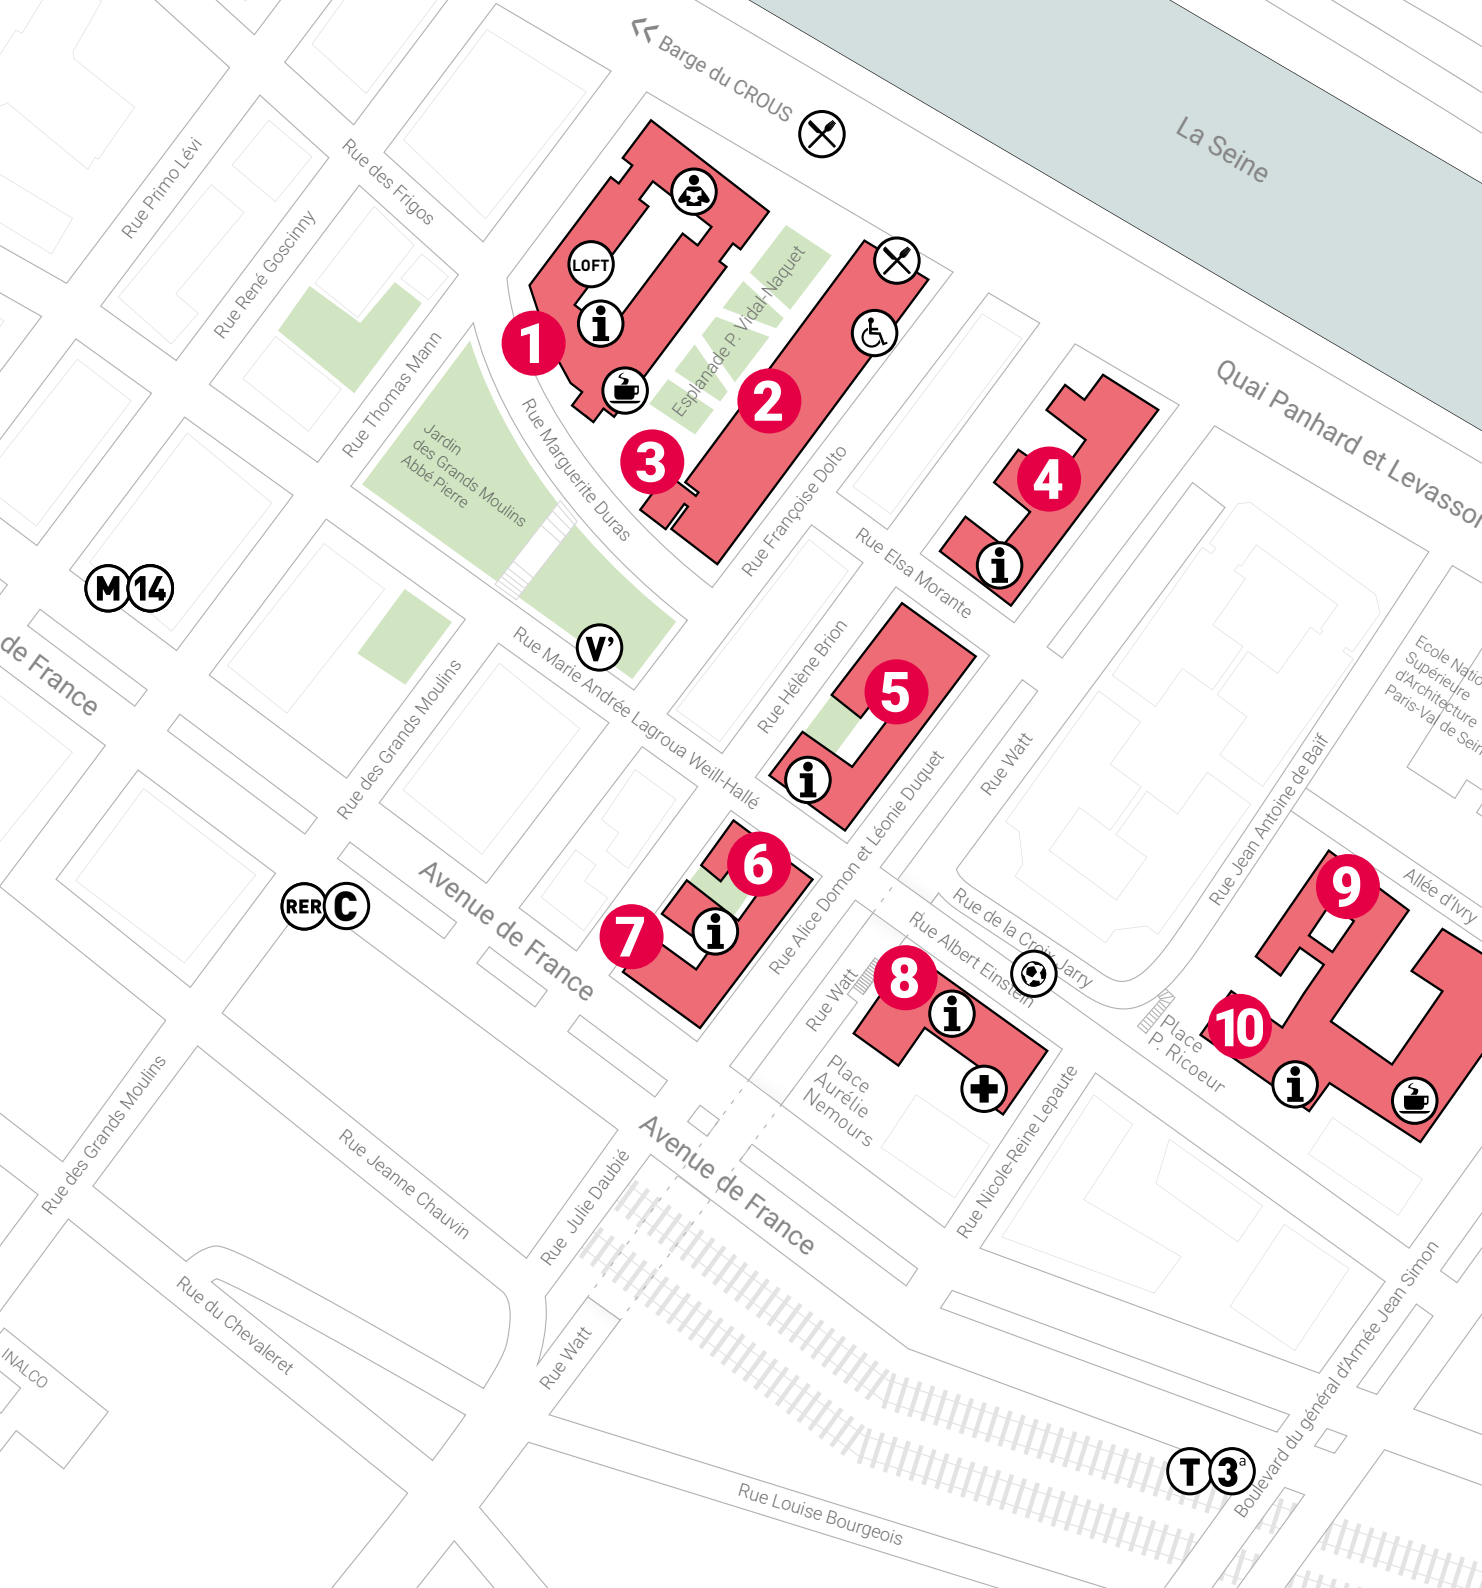 << Barge du CROUS
La Seine
Rue Primo Lévi
Rue des Frigos
Rue René Goscinny
LOFT
Esplanade P. Vidal-Naquet
1
2
3
4
Quai Panhard et Levassor
Rue Thomas Mann
Jardin
des Grands Moulins
Abbé Pierre
Rue Marguerite Duras
Rue Françoise Dolto
Rue Elsa Morante
M 14
de France
V'
Rue Marie Andrée Lagroua Weill-Hallé
Rue Hélène Brion
5
Rue des Grands Moulins
Rue Watt
Rue Jean Antoine de Baïf
Ecole Natio
Supérieure
d'Architecture
Paris-Val de Sein
6
7
Rue Alice Domon et Léonie Duquet
Avenue de France
RER C
Rue de la Croix Jarry
Rue Albert Einstein
Rue Watt
8
9
10
Allée d'Ivry
Place
P. Ricoeur
Place
Aurélie
Nemours
Rue Nicole-Reine Lepaute
Rue des Grands Moulins
Rue Jeanne Chauvin
Rue Julie Daubié
Avenue de France
Rue du Chevaleret
Rue Watt
INALCO
Boulevard du général d'Armée Jean Simon
T 3a
Rue Louise Bourgeois